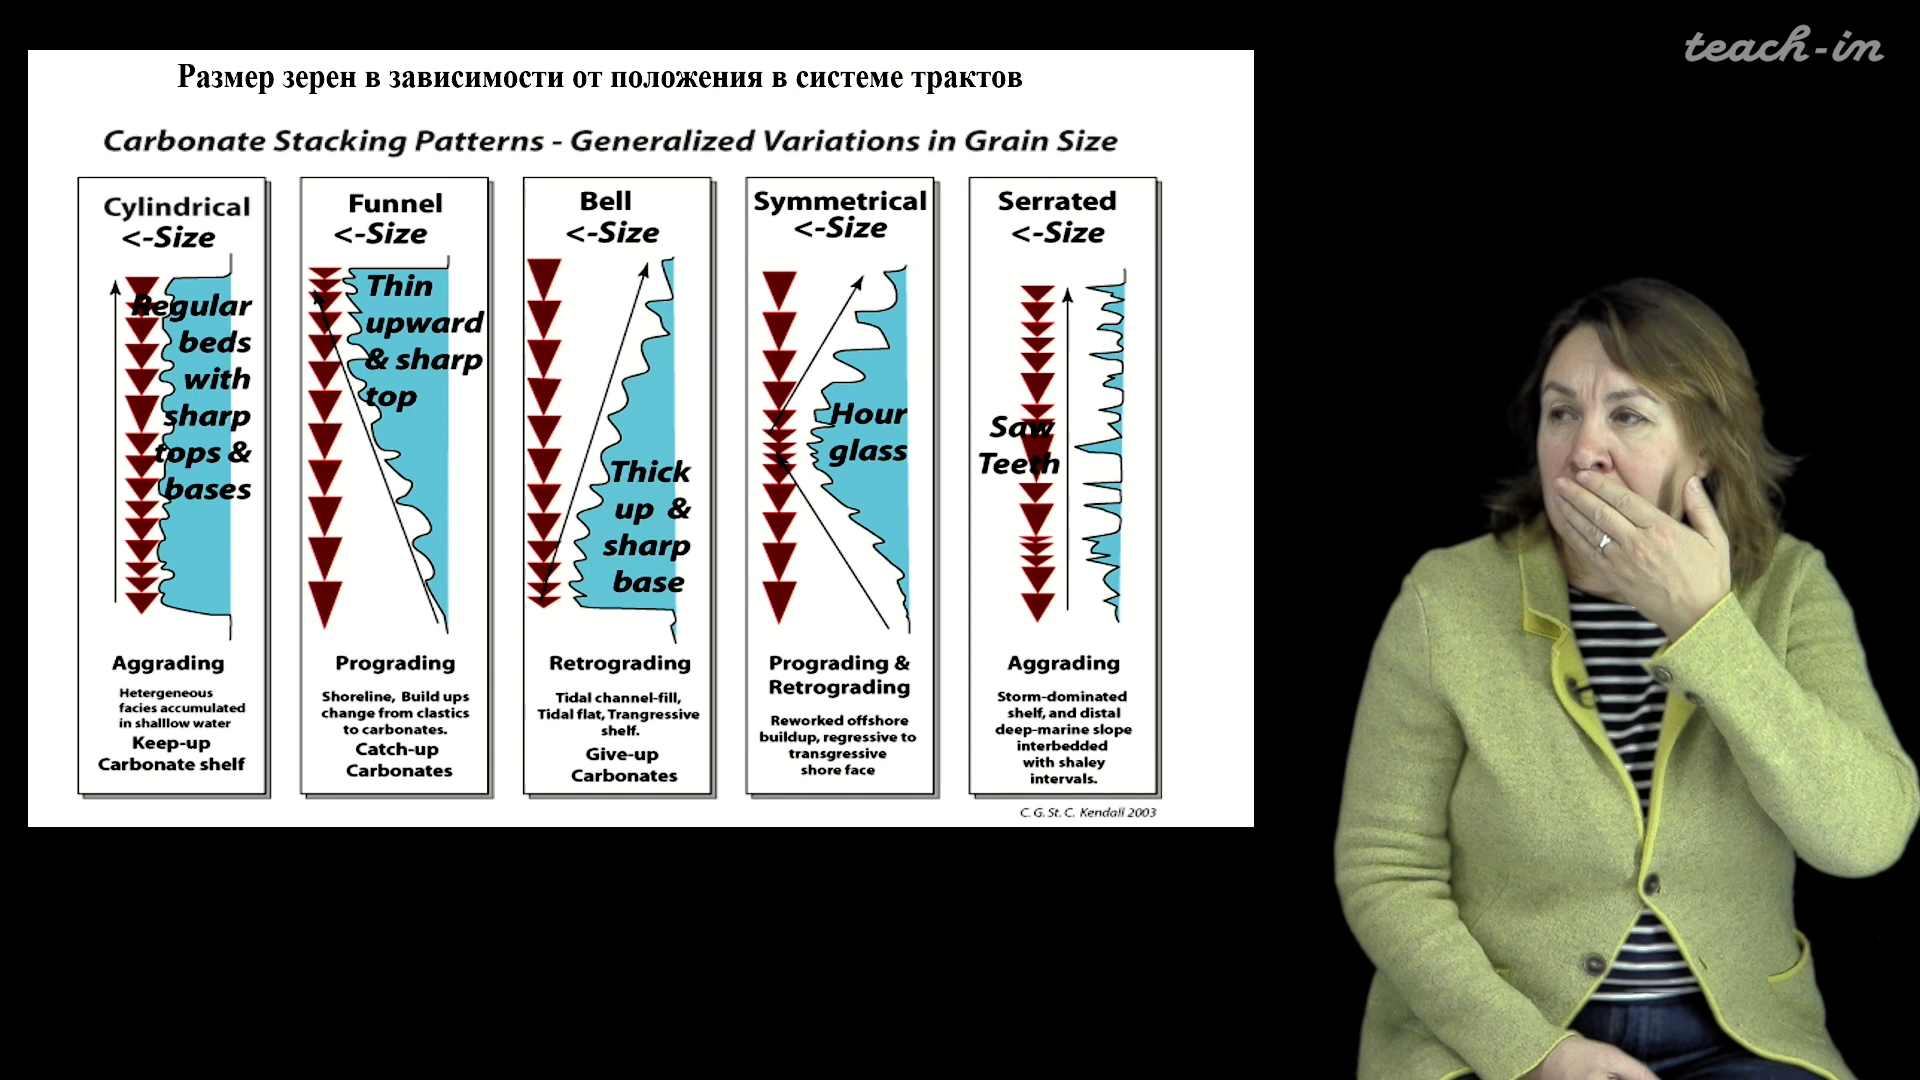 teach-in
Размер зерен в зависимости от положения в системе трактов
Carbonate Stacking Patterns - Generalized Variations in Grain Size
Cylindrical
<-Size
Regular
beds
with
sharp
tops &
bases
Aggrading
Hetergeneous
facies accumulated
in shalllow water
Keep-up
Carbonate shelf
Funnel
<-Size
Thin
upward
& sharp
top
Prograding
Shoreline, Build ups
change from clastics
to carbonates.
Catch-up
Carbonates
Bell
<-Size
Thick
up &
sharp
base
Retrograding
Tidal channel-fill,
Tidal flat, Trangressive
shelf.
Give-up
Carbonates
Symmetrical
<-Size
Hour
glass
Prograding &
Retrograding
Reworked offshore
buildup, regressive to
transgressive
shore face
Serrated
<-Size
Saw
Teeth
Aggrading
Storm-dominated
shelf, and distal
deep-marine slope
interbedded
with shaley
intervals.
C. G. St. C. Kendall 2003